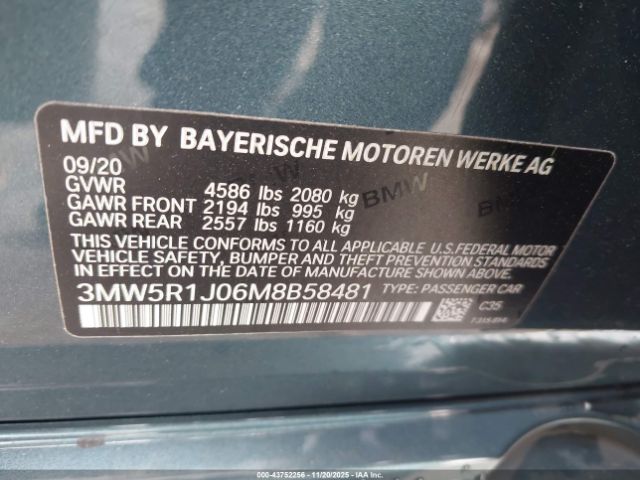 MFD BY BAYERISCHE MOTOREN WERKE AG
09/20
GVWR 4586 lbs 2080 kg
GAWR FRONT 2194 lbs 995 kg
GAWR REAR 2557 lbs 1160 kg
THIS VEHICLE CONFORMS TO ALL APPLICABLE U.S.FEDERAL MOTOR
VEHICLE SAFETY, BUMPER AND THEFT PREVENTION STANDARDS
IN EFFECT ON THE DATE OF MANUFACTURE SHOWN ABOVE.
3MW5R1J06M8B58481 TYPE: PASSENGER CAR
C35
BMW
000-43752256 - 11/20/2025 - IAA Holdings, LLC.